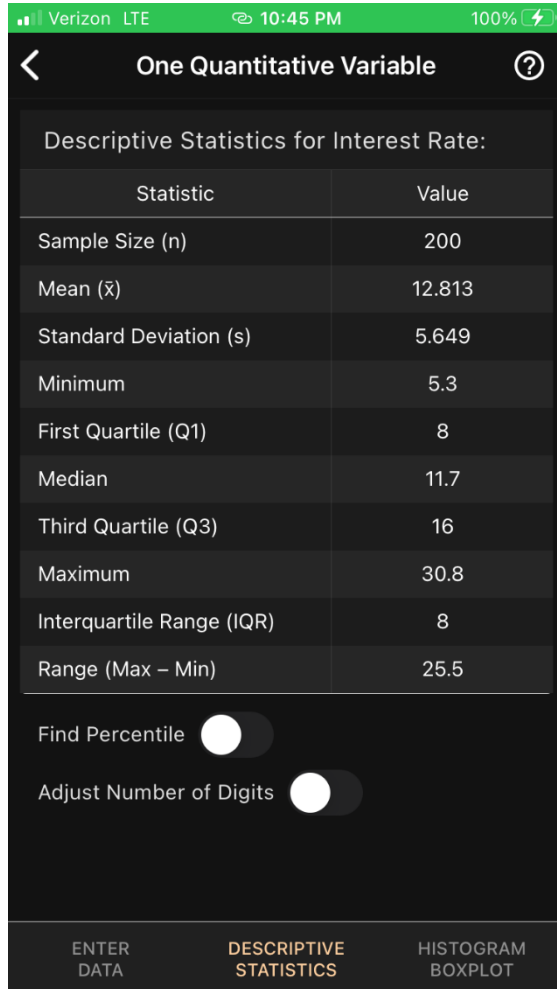 Verizon LTE 10:45 PM 100%
One Quantitative Variable ?
Descriptive Statistics for Interest Rate:
Statistic Value
Sample Size (n) 200
Mean (x̄) 12.813
Standard Deviation (s) 5.649
Minimum 5.3
First Quartile (Q1) 8
Median 11.7
Third Quartile (Q3) 16
Maximum 30.8
Interquartile Range (IQR) 8
Range (Max – Min) 25.5
Find Percentile
Adjust Number of Digits
ENTER DESCRIPTIVE HISTOGRAM
DATA STATISTICS BOXPLOT